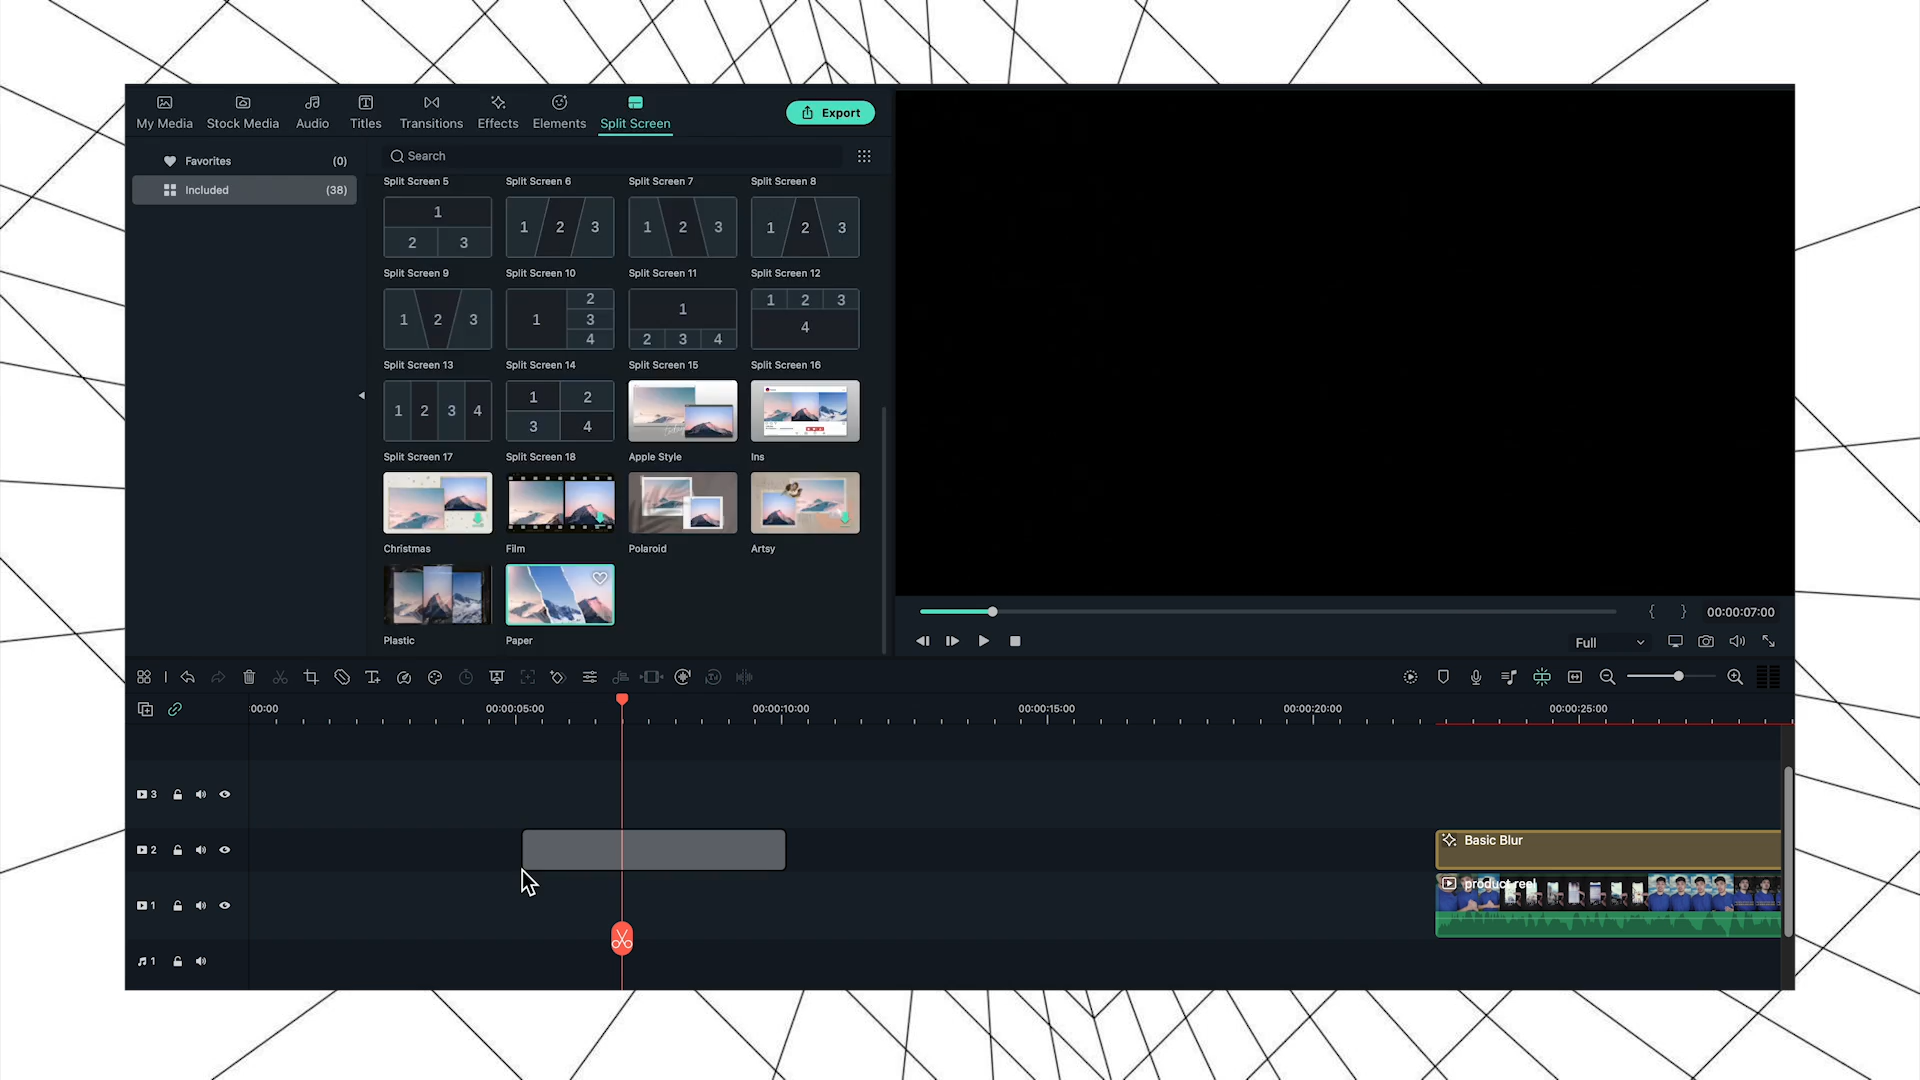 My Media Stock Media Audio Titles Transitions Effects Elements Split Screen Export
Favorites (0)
Included (38)
Search
Split Screen 5 Split Screen 6 Split Screen 7 Split Screen 8
1 2 3 1 2 3 1 2 3 1 2 3
Split Screen 9 Split Screen 10 Split Screen 11 Split Screen 12
1 2 3 1 2 3 4 1 2 3 4 1 2 3 4
Split Screen 13 Split Screen 14 Split Screen 15 Split Screen 16
1 2 3 4 1 2 3 4
Split Screen 17 Split Screen 18 Apple Style Ins
Christmas Film Polaroid Artsy
Plastic Paper
{ } 00:00:07:00
Full
:00:00 00:00:05:00 00:00:10:00 00:00:15:00 00:00:20:00 00:00:25:00
3
2
Basic Blur
1
product reel
1